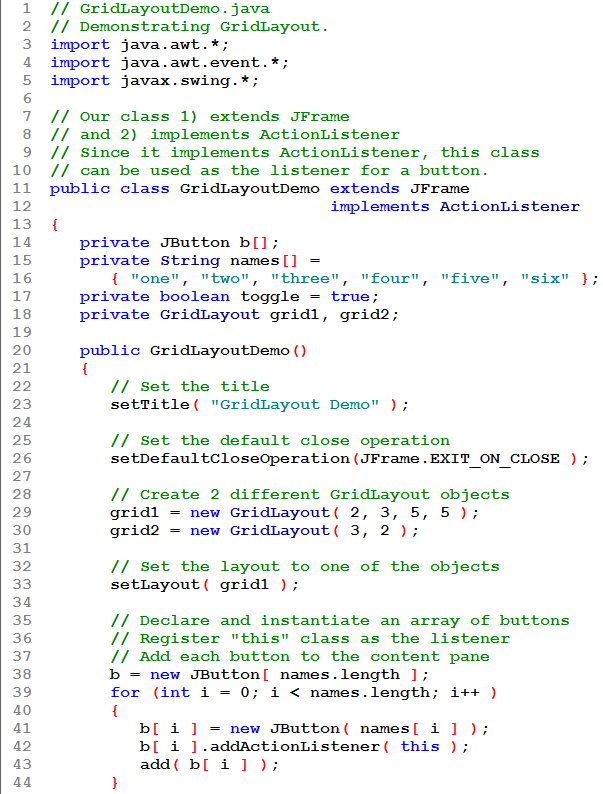 1 // GridLayoutDemo.java
2 // Demonstrating GridLayout.
3 import java.awt.*;
4 import java.awt.event.*;
5 import javax.swing.*;
6
7 // Our class 1) extends JFrame
8 // and 2) implements ActionListener
9 // Since it implements ActionListener, this class
10 // can be used as the listener for a button.
11 public class GridLayoutDemo extends JFrame
12                             implements ActionListener
13 {
14    private JButton b[];
15    private String names[] =
16       { "one", "two", "three", "four", "five", "six" };
17    private boolean toggle = true;
18    private GridLayout grid1, grid2;
19
20    public GridLayoutDemo()
21    {
22       // Set the title
23       setTitle( "GridLayout Demo" );
24
25       // Set the default close operation
26       setDefaultCloseOperation(JFrame.EXIT_ON_CLOSE );
27
28       // Create 2 different GridLayout objects
29       grid1 = new GridLayout( 2, 3, 5, 5 );
30       grid2 = new GridLayout( 3, 2 );
31
32       // Set the layout to one of the objects
33       setLayout( grid1 );
34
35       // Declare and instantiate an array of buttons
36       // Register "this" class as the listener
37       // Add each button to the content pane
38       b = new JButton[ names.length ];
39       for (int i = 0; i < names.length; i++ )
40       {
41          b[ i ] = new JButton( names[ i ] );
42          b[ i ].addActionListener( this );
43          add( b[ i ] );
44       }